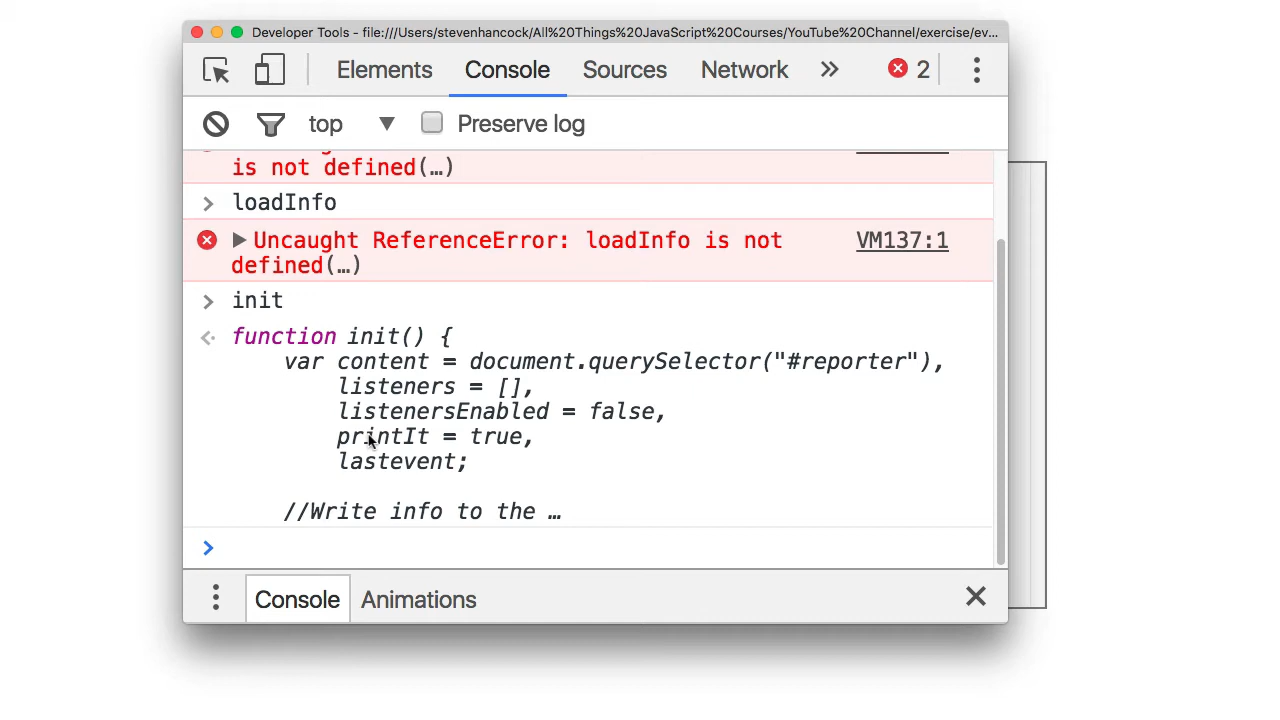 Developer Tools - file:///Users/stevenhancock/All%20Things%20JavaScript%20Courses/YouTube%20Channel/exercise/ev...
Elements Console Sources Network » 2
top Preserve log
is not defined(…)
> loadInfo
Uncaught ReferenceError: loadInfo is not VM137:1
defined(…)
> init
function init() {
var content = document.querySelector("#reporter"),
listeners = [],
listenersEnabled = false,
printIt = true,
lastevent;
//Write info to the …
>
Console Animations